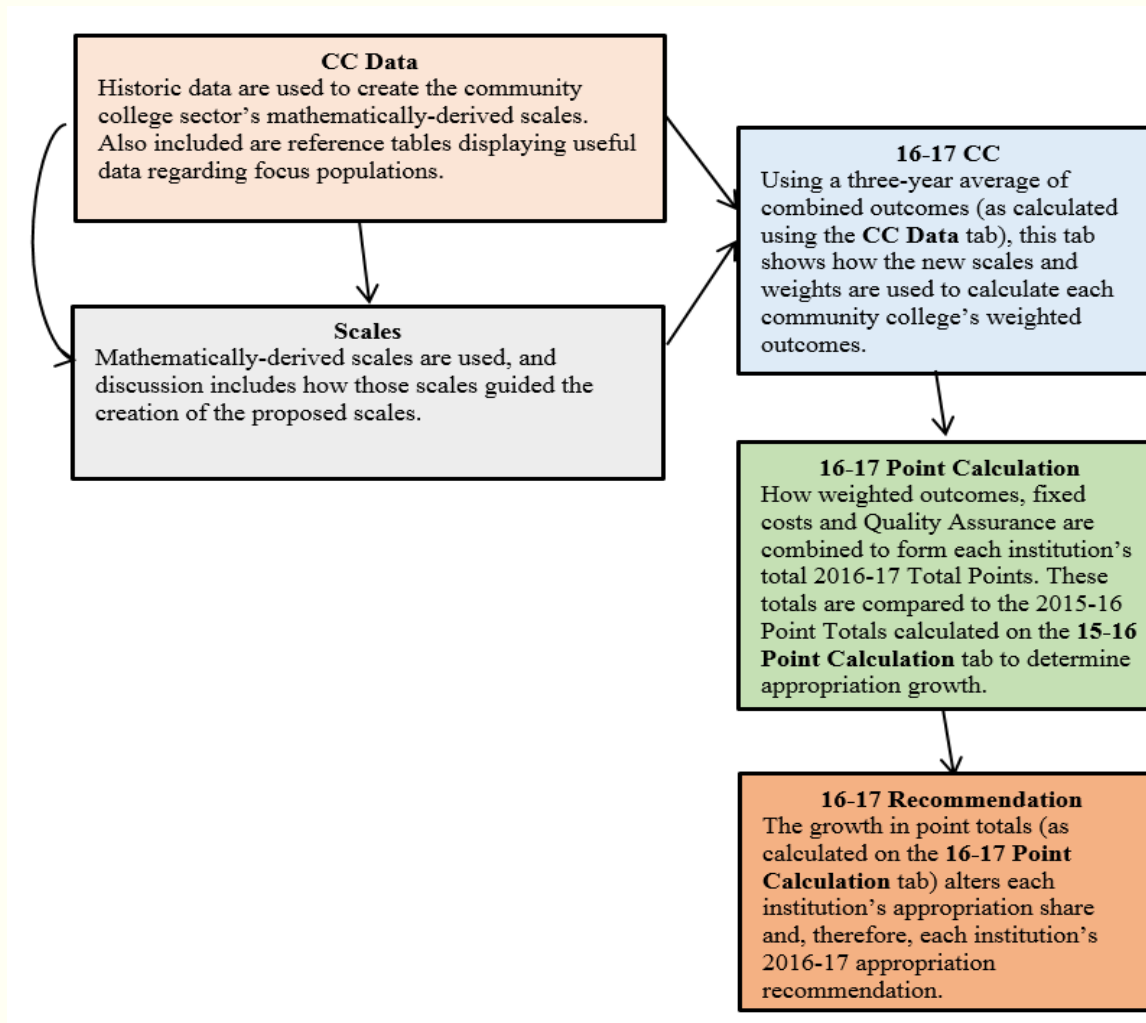 CC Data
Historic data are used to create the community
college sector’s mathematically-derived scales.
Also included are reference tables displaying useful
data regarding focus populations.
Scales
Mathematically-derived scales are used, and
discussion includes how those scales guided the
creation of the proposed scales.
16-17 CC
Using a three-year average of
combined outcomes (as calculated
using the CC Data tab), this tab
shows how the new scales and
weights are used to calculate each
community college’s weighted
outcomes.
16-17 Point Calculation
How weighted outcomes, fixed
costs and Quality Assurance are
combined to form each institution’s
total 2016-17 Total Points. These
totals are compared to the 2015-16
Point Totals calculated on the 15-16
Point Calculation tab to determine
appropriation growth.
16-17 Recommendation
The growth in point totals (as
calculated on the 16-17 Point
Calculation tab) alters each
institution’s appropriation share
and, therefore, each institution’s
2016-17 appropriation
recommendation.